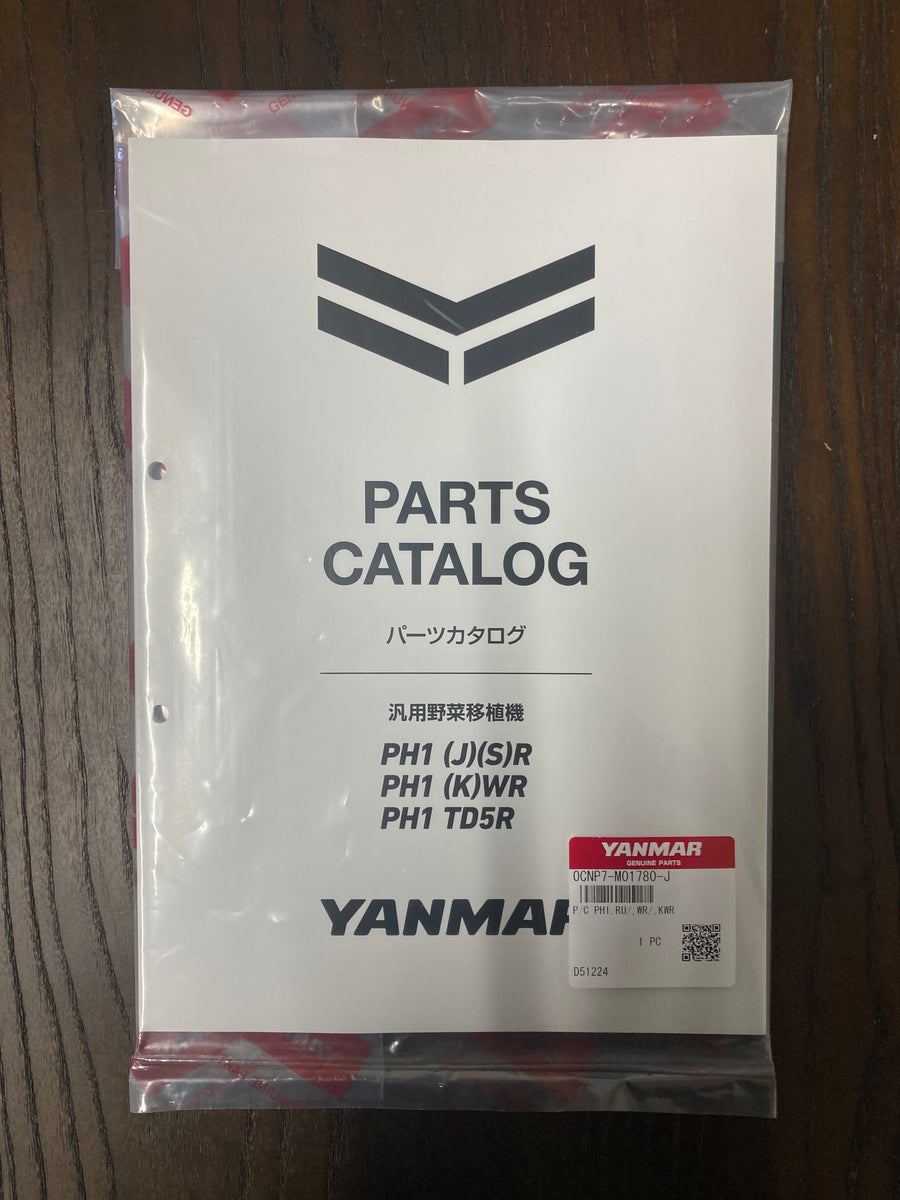 PARTS
CATALOG
パーツカタログ
汎用野菜移植機
PH1 (J)(S)R
PH1 (K)WR
PH1 TD5R
YANMAR
YANMAR
GENUINE PARTS
0CNP7-M01780-J
P/C PH1,RU/,WR/,KWR
1 PC
D51224